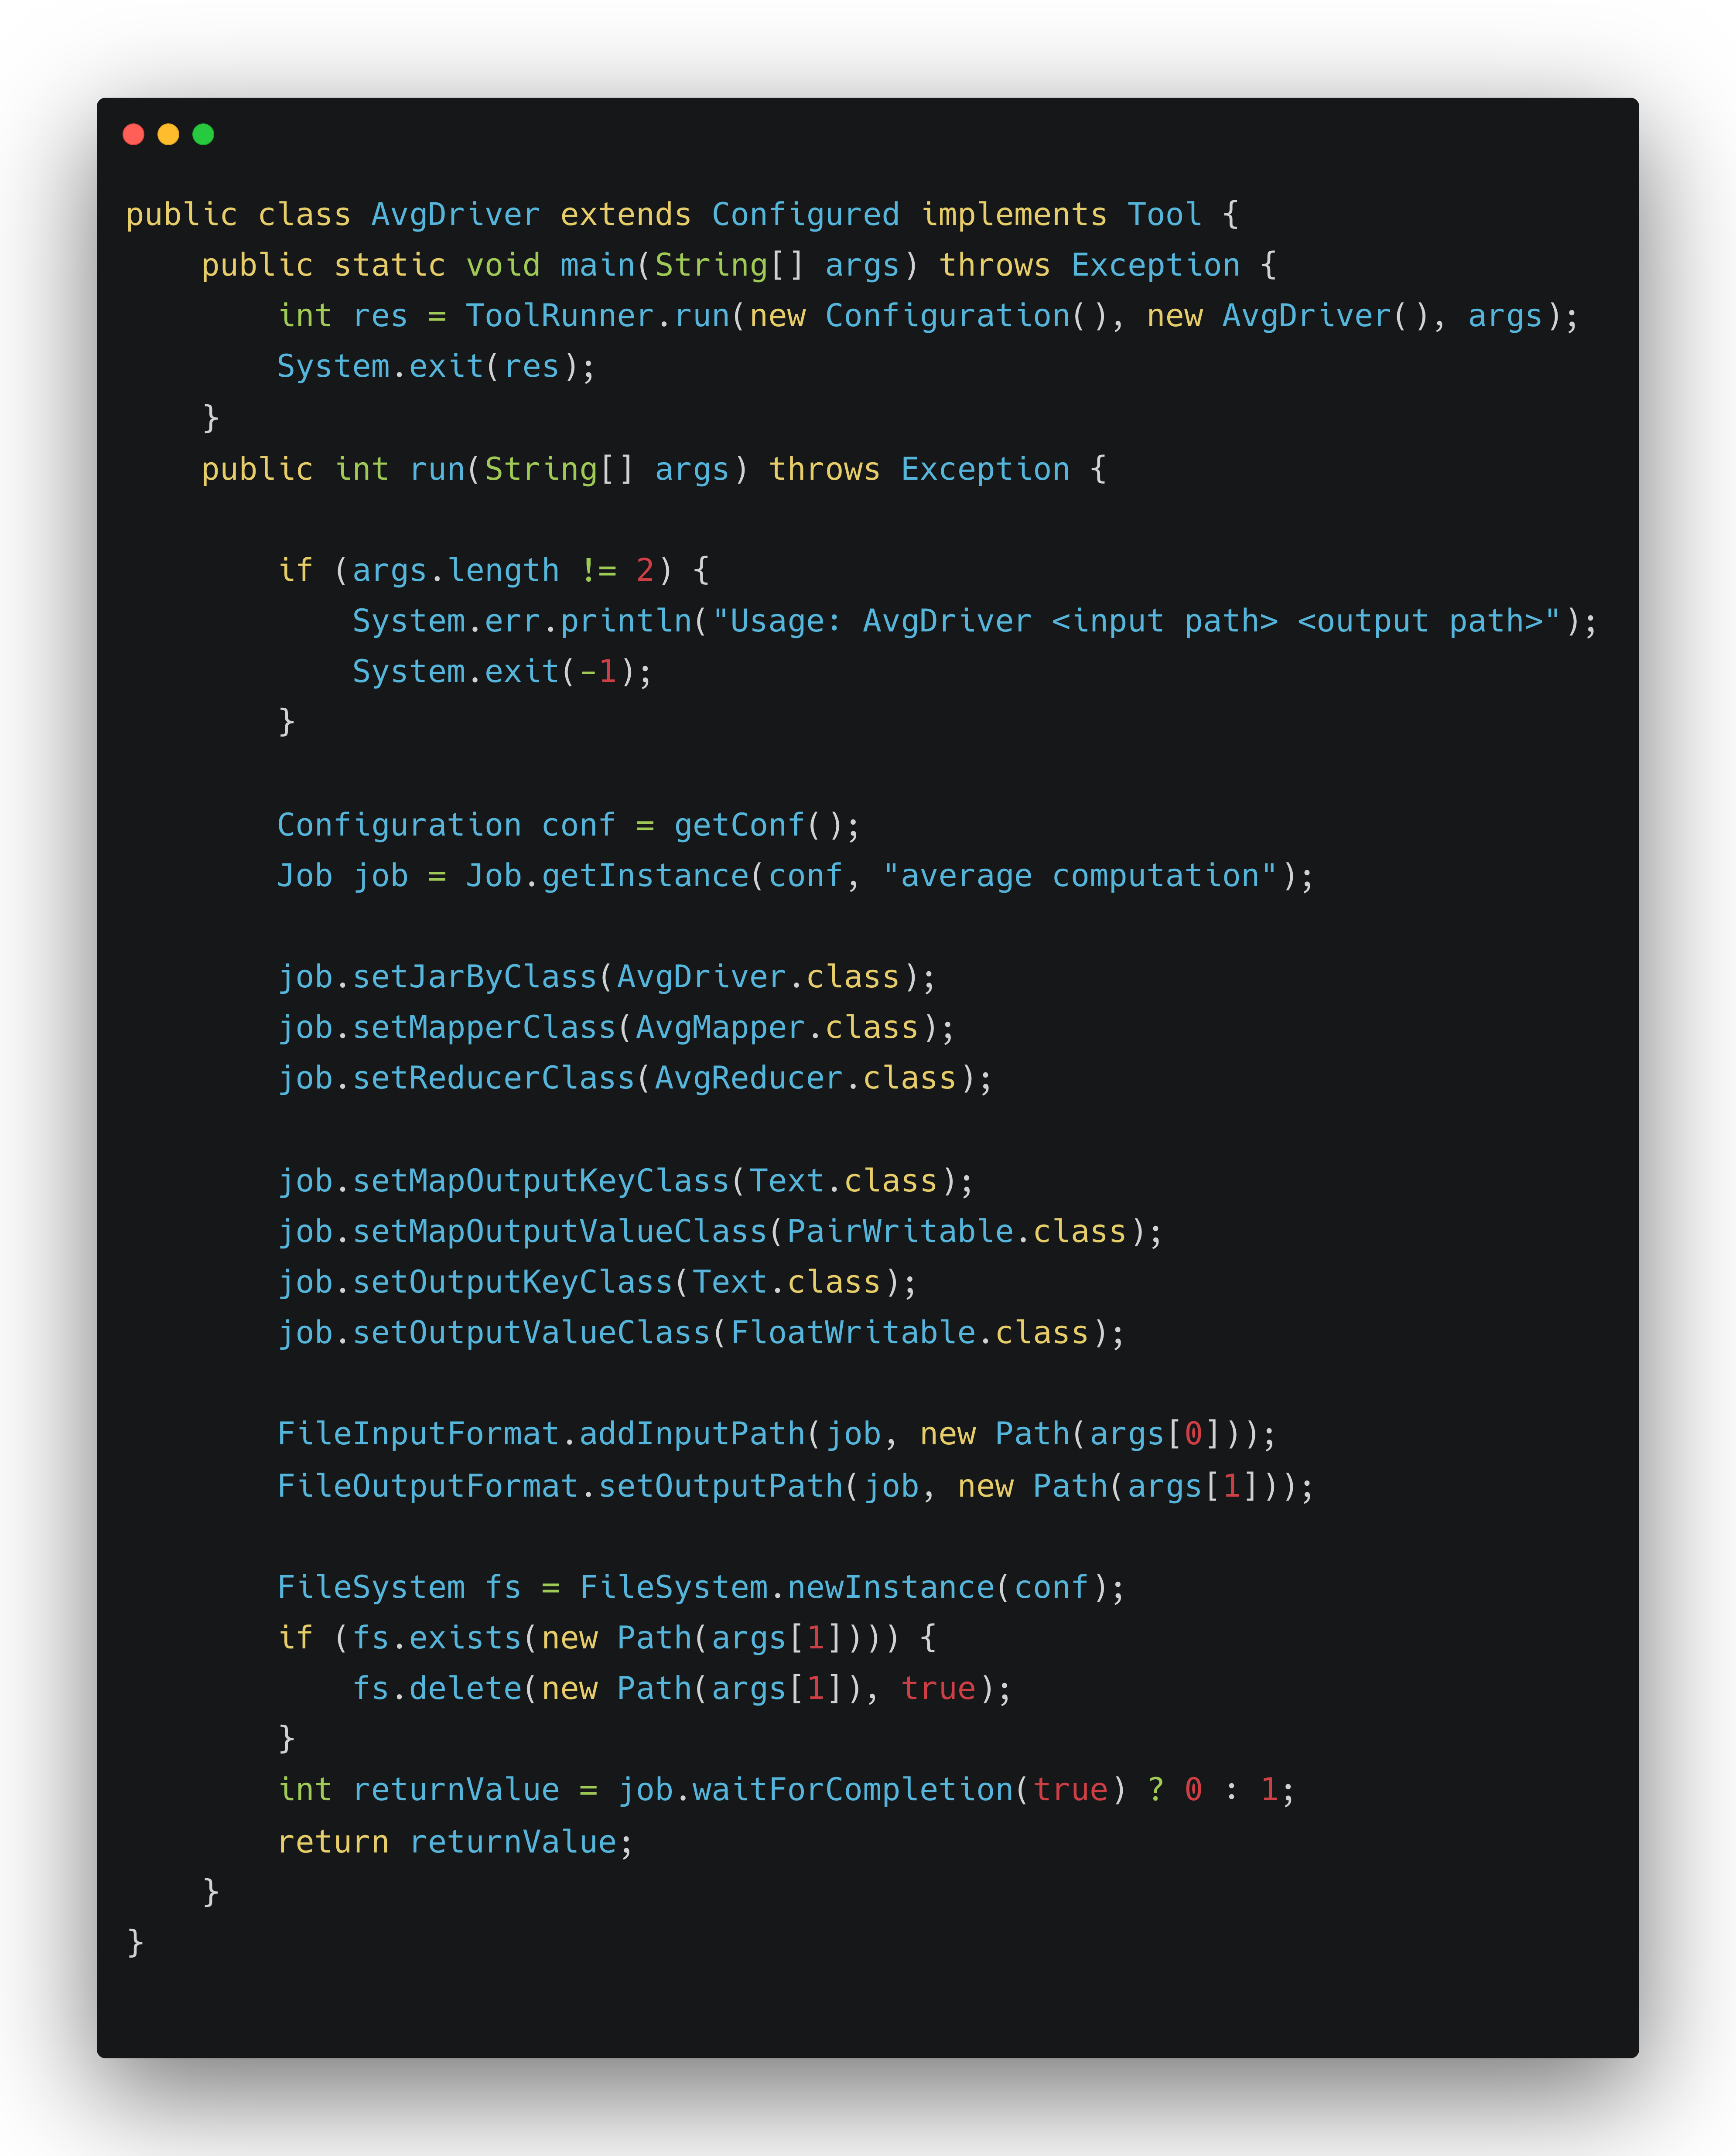 public class AvgDriver extends Configured implements Tool {
    public static void main(String[] args) throws Exception {
        int res = ToolRunner.run(new Configuration(), new AvgDriver(), args);
        System.exit(res);
    }
    public int run(String[] args) throws Exception {

        if (args.length != 2) {
            System.err.println("Usage: AvgDriver <input path> <output path>");
            System.exit(-1);
        }

        Configuration conf = getConf();
        Job job = Job.getInstance(conf, "average computation");

        job.setJarByClass(AvgDriver.class);
        job.setMapperClass(AvgMapper.class);
        job.setReducerClass(AvgReducer.class);

        job.setMapOutputKeyClass(Text.class);
        job.setMapOutputValueClass(PairWritable.class);
        job.setOutputKeyClass(Text.class);
        job.setOutputValueClass(FloatWritable.class);

        FileInputFormat.addInputPath(job, new Path(args[0]));
        FileOutputFormat.setOutputPath(job, new Path(args[1]));

        FileSystem fs = FileSystem.newInstance(conf);
        if (fs.exists(new Path(args[1]))) {
            fs.delete(new Path(args[1]), true);
        }
        int returnValue = job.waitForCompletion(true) ? 0 : 1;
        return returnValue;
    }
}